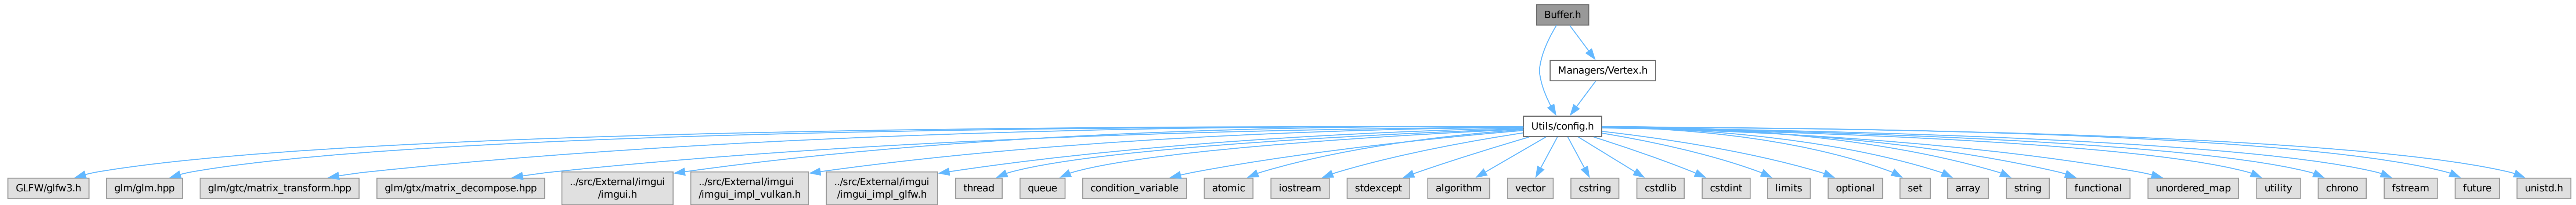 Buffer.h
Managers/Vertex.h
Utils/config.h
GLFW/glfw3.h
glm/glm.hpp
glm/gtc/matrix_transform.hpp
glm/gtx/matrix_decompose.hpp
../src/External/imgui
/imgui.h
../src/External/imgui
/imgui_impl_vulkan.h
../src/External/imgui
/imgui_impl_glfw.h
thread
queue
condition_variable
atomic
iostream
stdexcept
algorithm
vector
cstring
cstdlib
cstdint
limits
optional
set
array
string
functional
unordered_map
utility
chrono
fstream
future
unistd.h